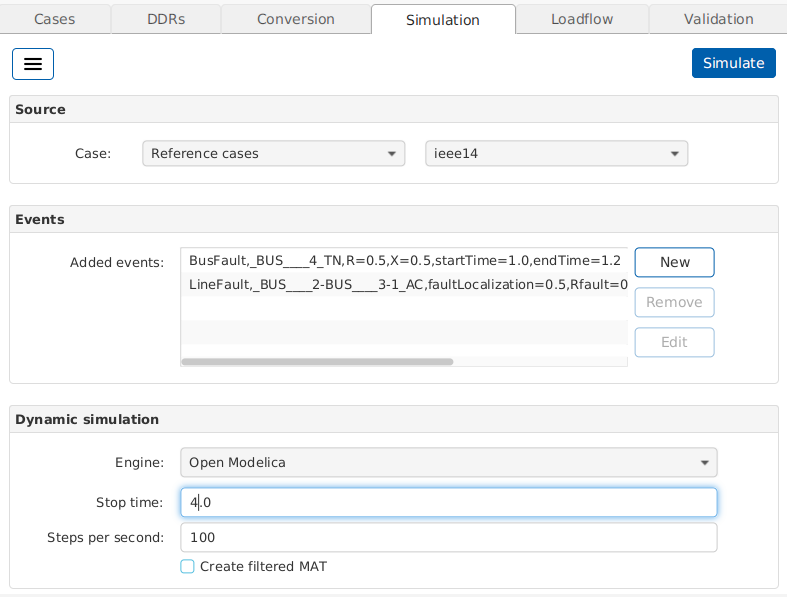 Cases DDRs Conversion Simulation Loadflow Validation
Simulate
Source
Case: Reference cases ieee14
Events
Added events: BusFault,_BUS____4_TN,R=0.5,X=0.5,startTime=1.0,endTime=1.2 New
LineFault,_BUS____2-BUS____3-1_AC,faultLocalization=0.5,Rfault=0
Remove
Edit
Dynamic simulation
Engine: Open Modelica
Stop time: 4.0
Steps per second: 100
Create filtered MAT